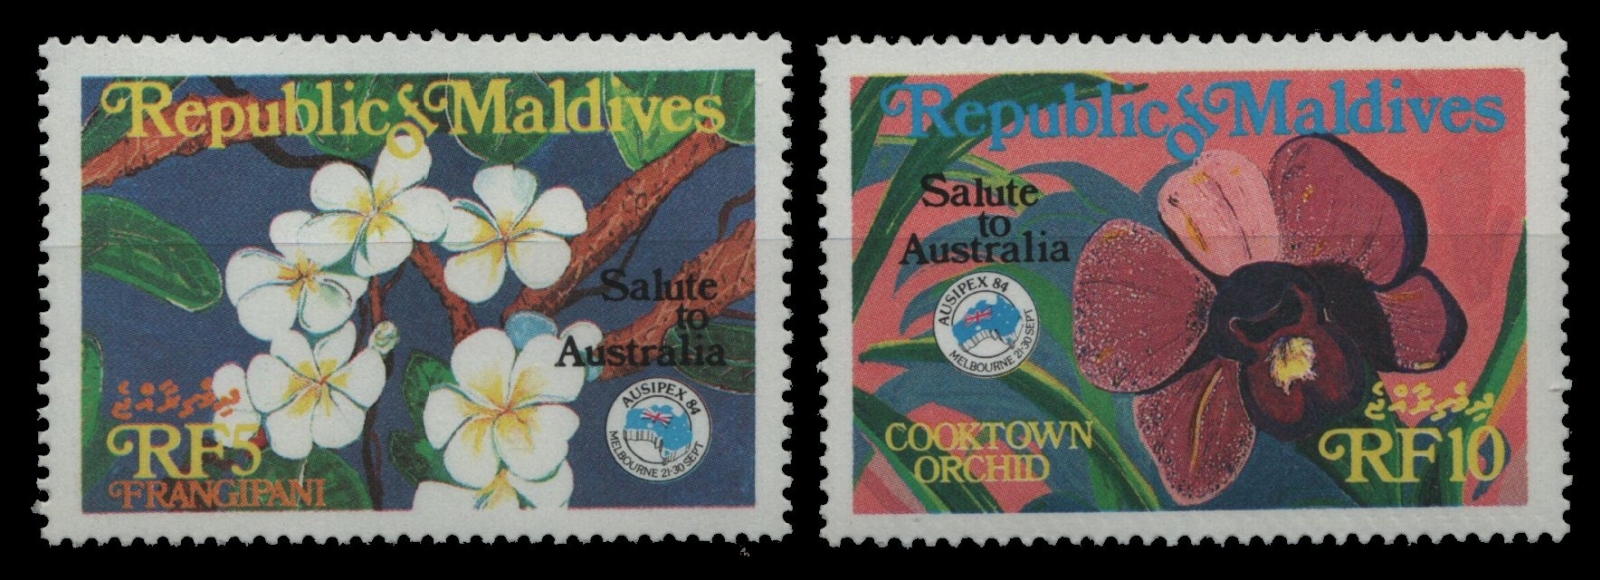 Republic of Maldives
Salute
to
Australia
AUSIPEX 84
MELBOURNE 21-30 SEPT
ދިވެހިރާއްޖެ
RF5
FRANGIPANI
Republic of Maldives
Salute
to
Australia
AUSIPEX 84
MELBOURNE 21-30 SEPT
COOKTOWN
ORCHID
ދިވެހިރާއްޖެ
RF10